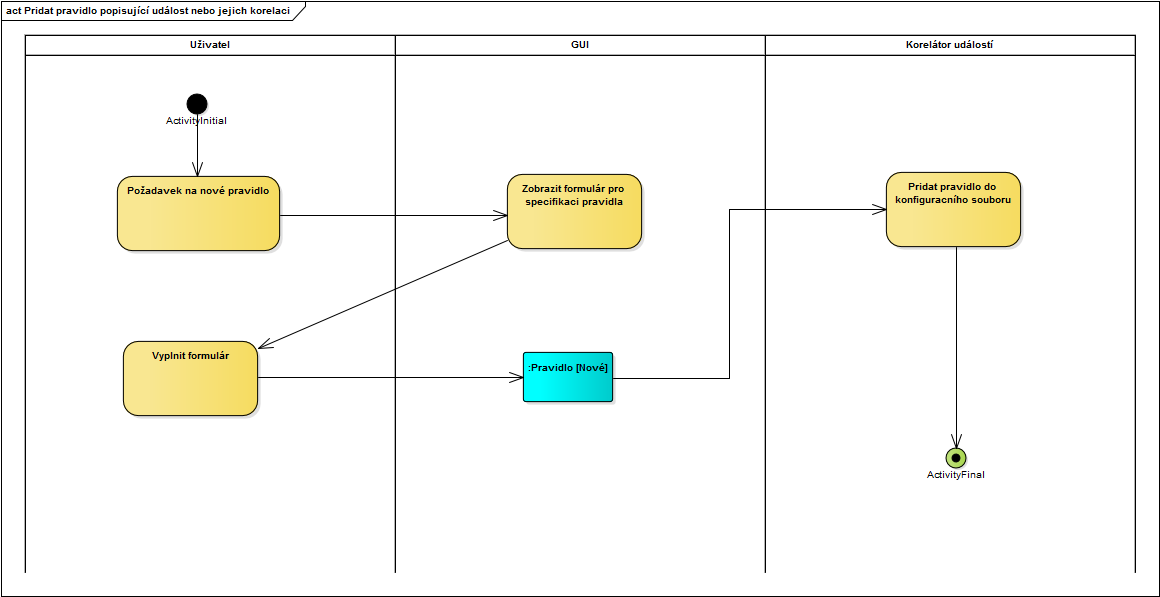 act Pridat pravidlo popisující událost nebo jejich korelaci
Uživatel
GUI
Korelátor událostí
ActivityInitial
Požadavek na nové pravidlo
Zobrazit formulár pro
specifikaci pravidla
Pridat pravidlo do
konfiguracního souboru
Vyplnit formulár
:Pravidlo [Nové]
ActivityFinal